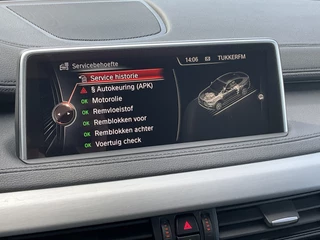 Servicebehoefte
14:06 TUKKERFM
Service historie
§ Autokeuring (APK)
OK Motorolie
OK Remvloeistof
OK Remblokken voor
OK Remblokken achter
OK Voertuig check